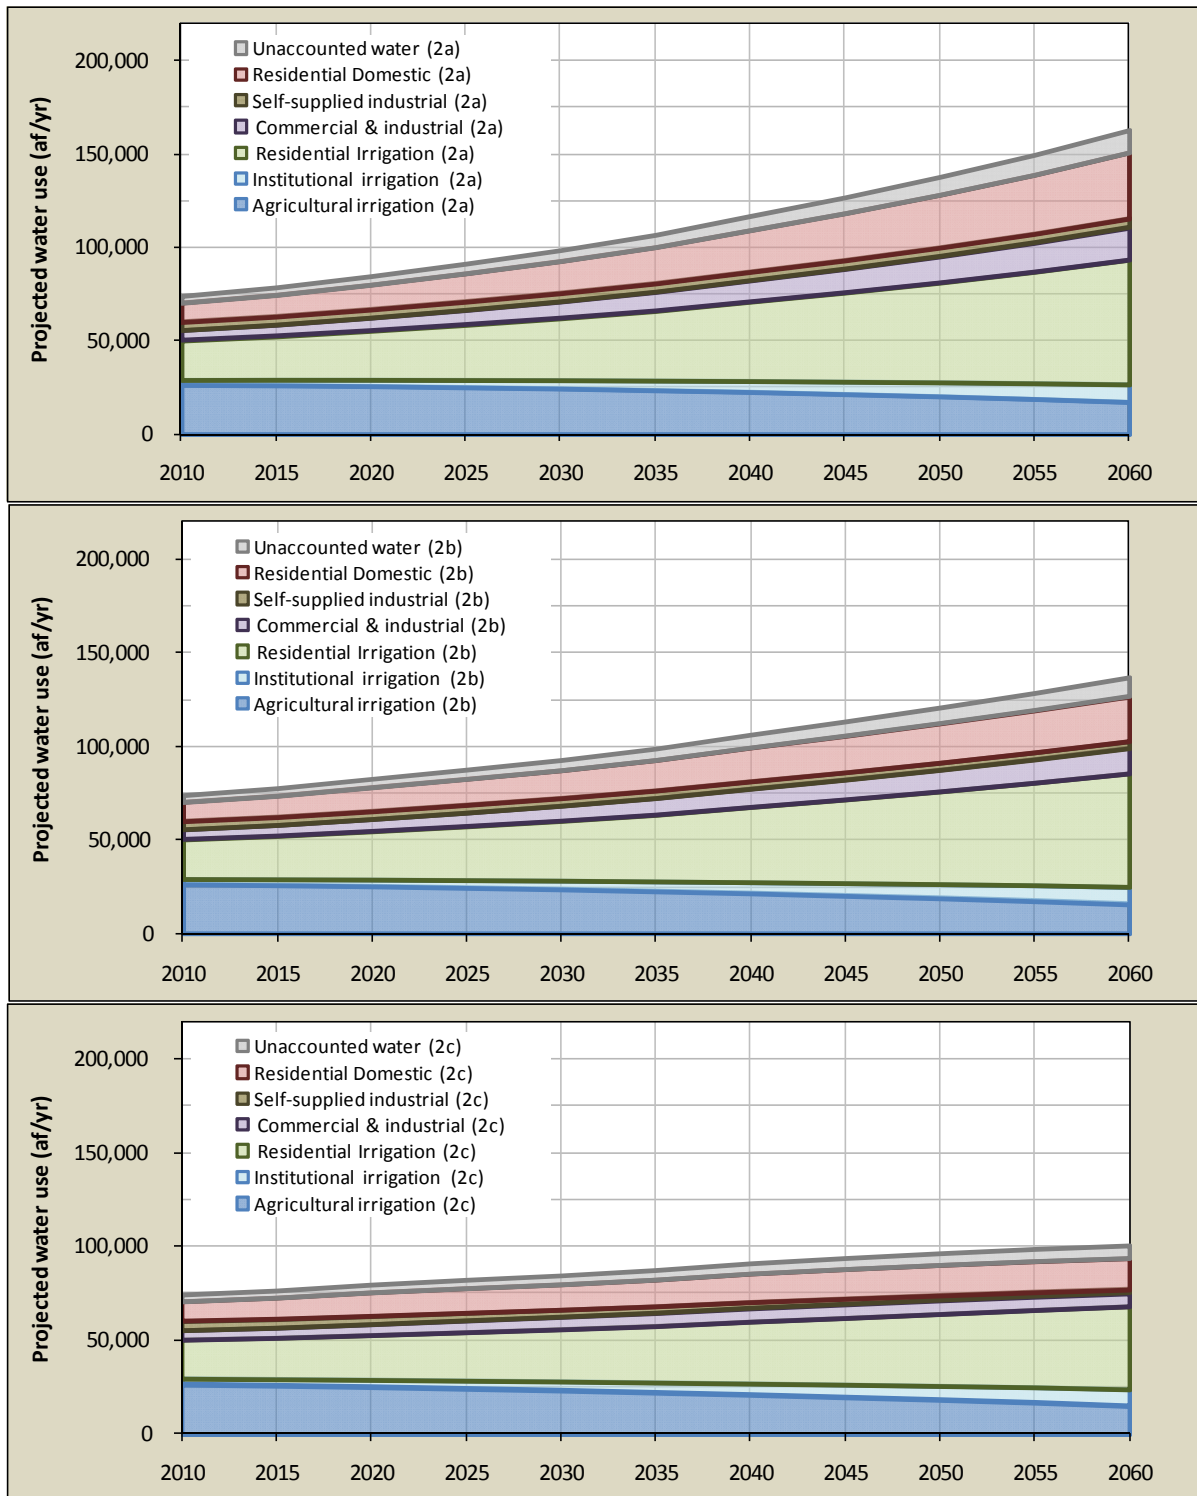 Projected water use (af/yr)
200,000
150,000
100,000
50,000
0
Unaccounted water (2a)
Residential Domestic (2a)
Self-supplied industrial (2a)
Commercial & industrial (2a)
Residential Irrigation (2a)
Institutional irrigation (2a)
Agricultural irrigation (2a)
2010 2015 2020 2025 2030 2035 2040 2045 2050 2055 2060
Projected water use (af/yr)
200,000
150,000
100,000
50,000
0
Unaccounted water (2b)
Residential Domestic (2b)
Self-supplied industrial (2b)
Commercial & industrial (2b)
Residential Irrigation (2b)
Institutional irrigation (2b)
Agricultural irrigation (2b)
2010 2015 2020 2025 2030 2035 2040 2045 2050 2055 2060
Projected water use (af/yr)
200,000
150,000
100,000
50,000
0
Unaccounted water (2c)
Residential Domestic (2c)
Self-supplied industrial (2c)
Commercial & industrial (2c)
Residential Irrigation (2c)
Institutional irrigation (2c)
Agricultural irrigation (2c)
2010 2015 2020 2025 2030 2035 2040 2045 2050 2055 2060